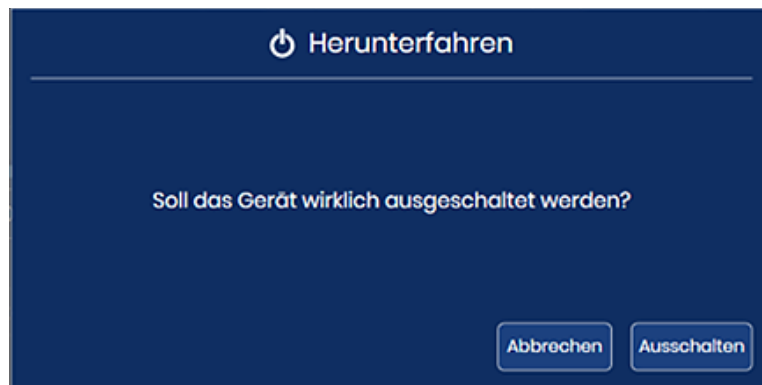 Herunterfahren
Soll das Gerät wirklich ausgeschaltet werden?
Abbrechen Ausschalten